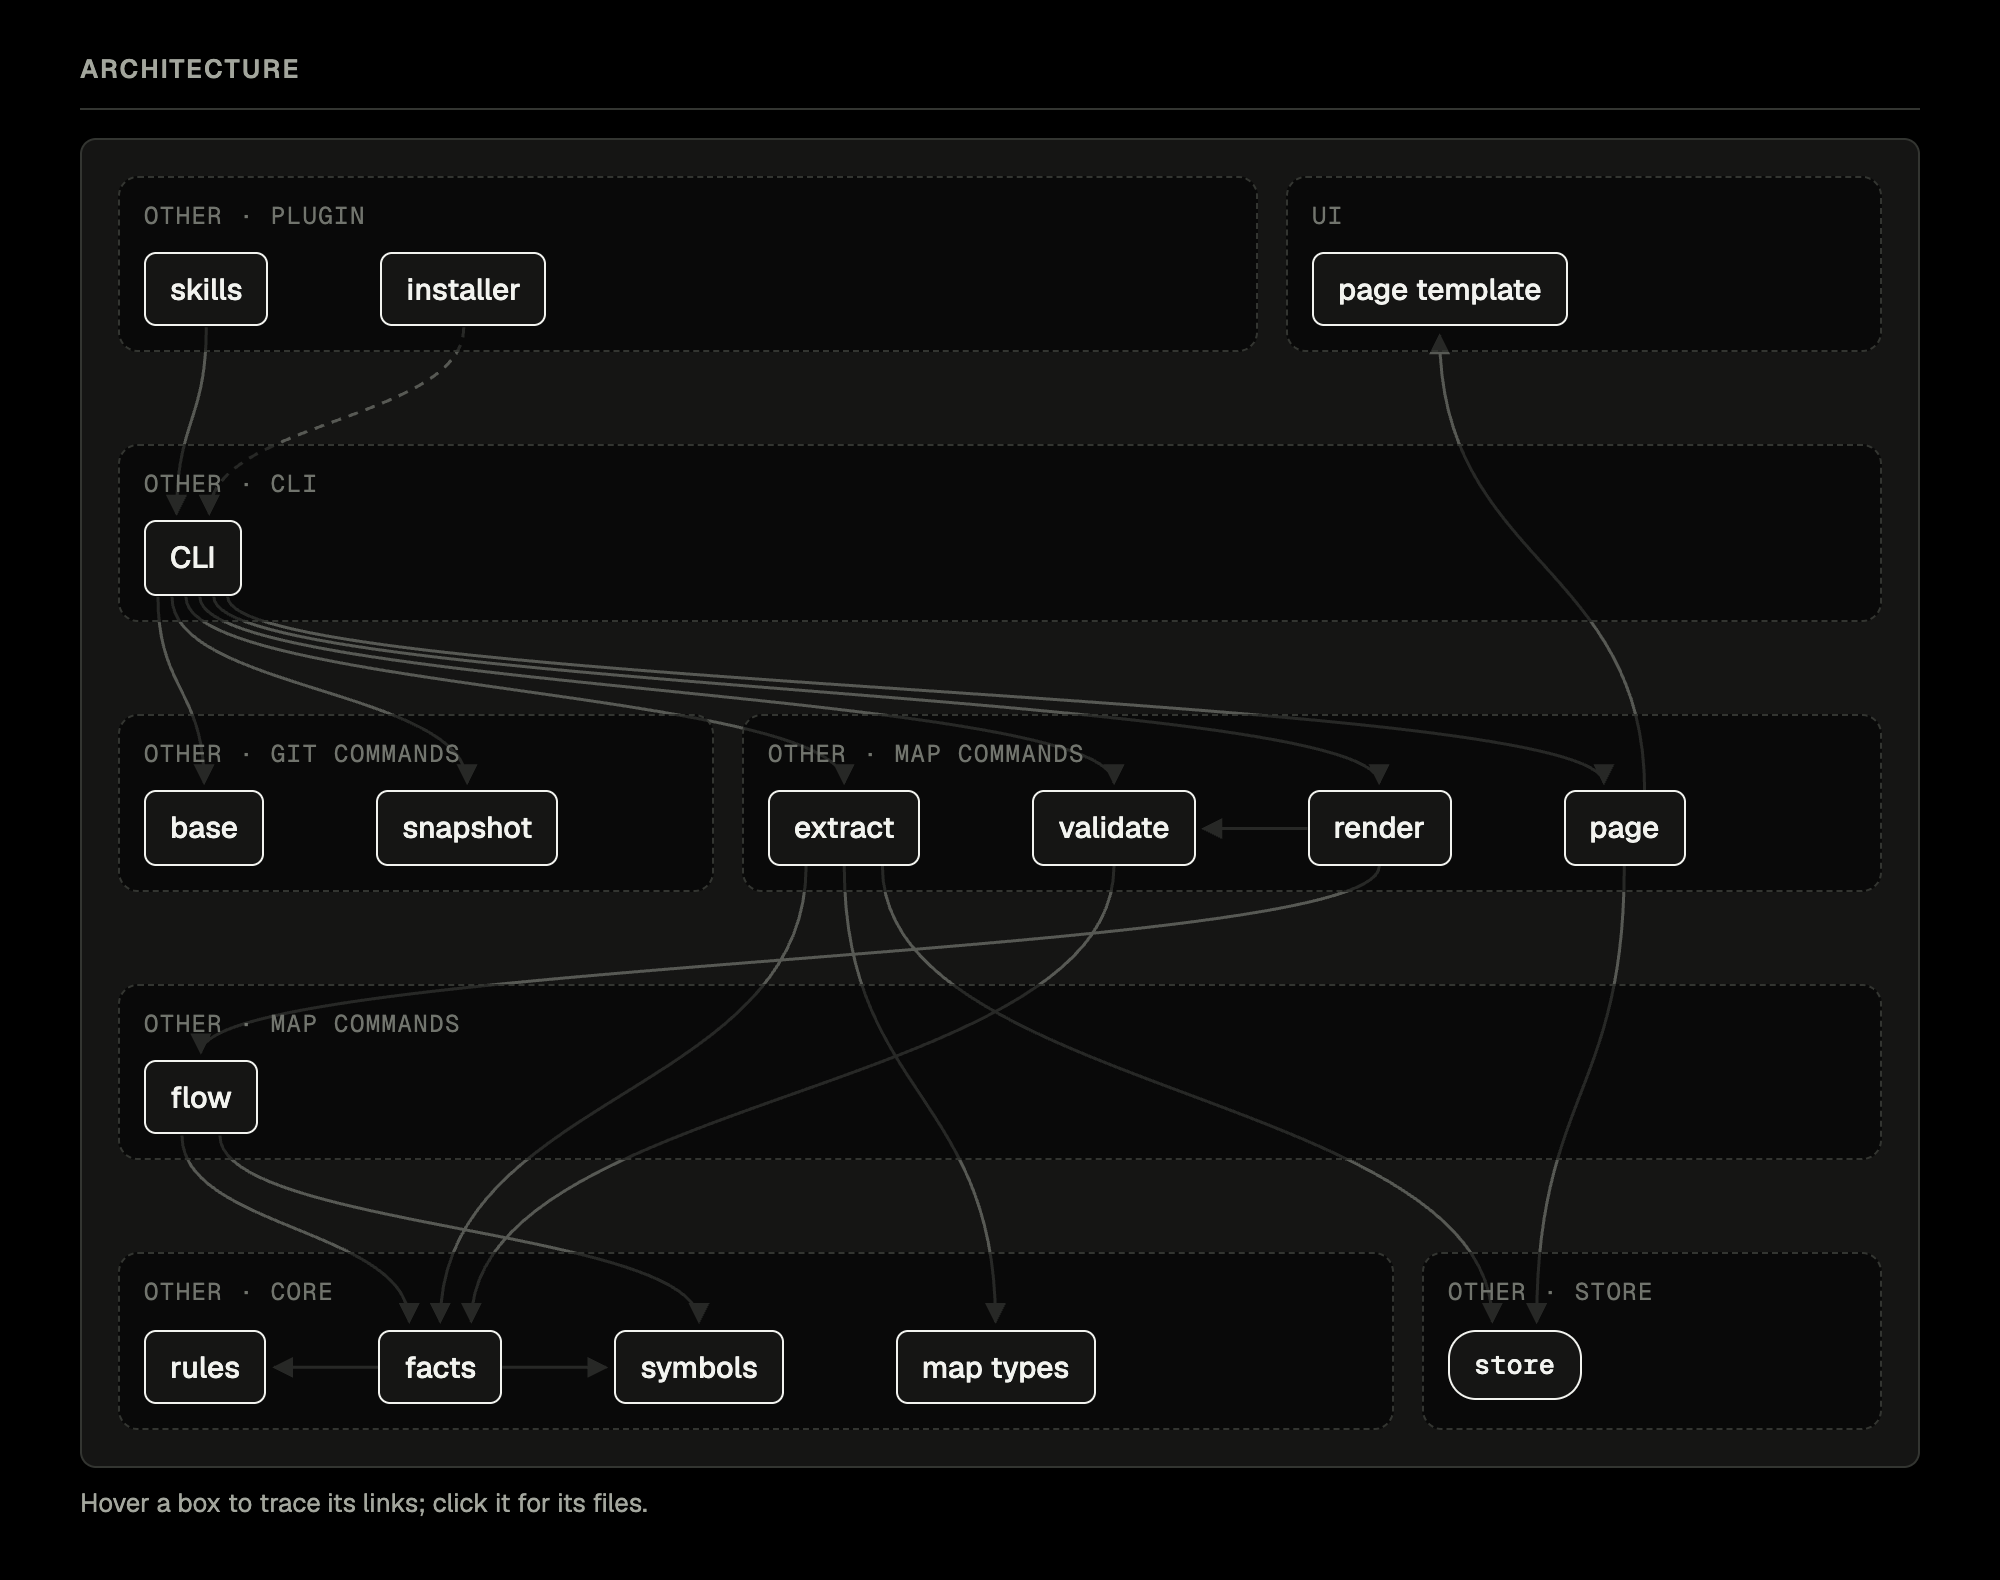 ARCHITECTURE
OTHER · PLUGIN
UI
skills
installer
page template
OTHER · CLI
CLI
OTHER · GIT COMMANDS
OTHER · MAP COMMANDS
base
snapshot
extract
validate
render
page
OTHER · MAP COMMANDS
flow
OTHER · CORE
OTHER · STORE
rules
facts
symbols
map types
store
Hover a box to trace its links; click it for its files.